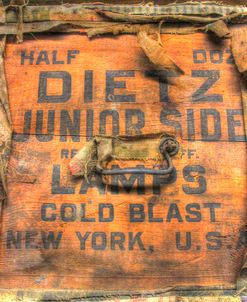 HALF DOZ
DIETZ
JUNIOR SIDE
LAMPS
COLD BLAST
NEW YORK, U.S.A